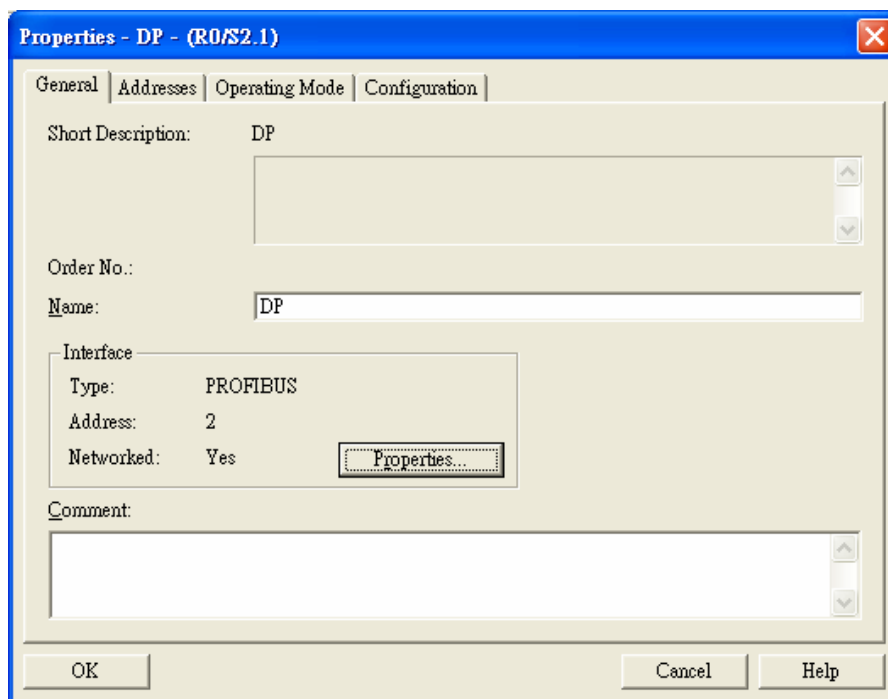 Properties - DP - (R0/S2.1)
General Addresses Operating Mode Configuration
Short Description: DP
Order No.:
Name: DP
Interface
Type: PROFIBUS
Address: 2
Networked: Yes Properties...
Comment:
OK Cancel Help